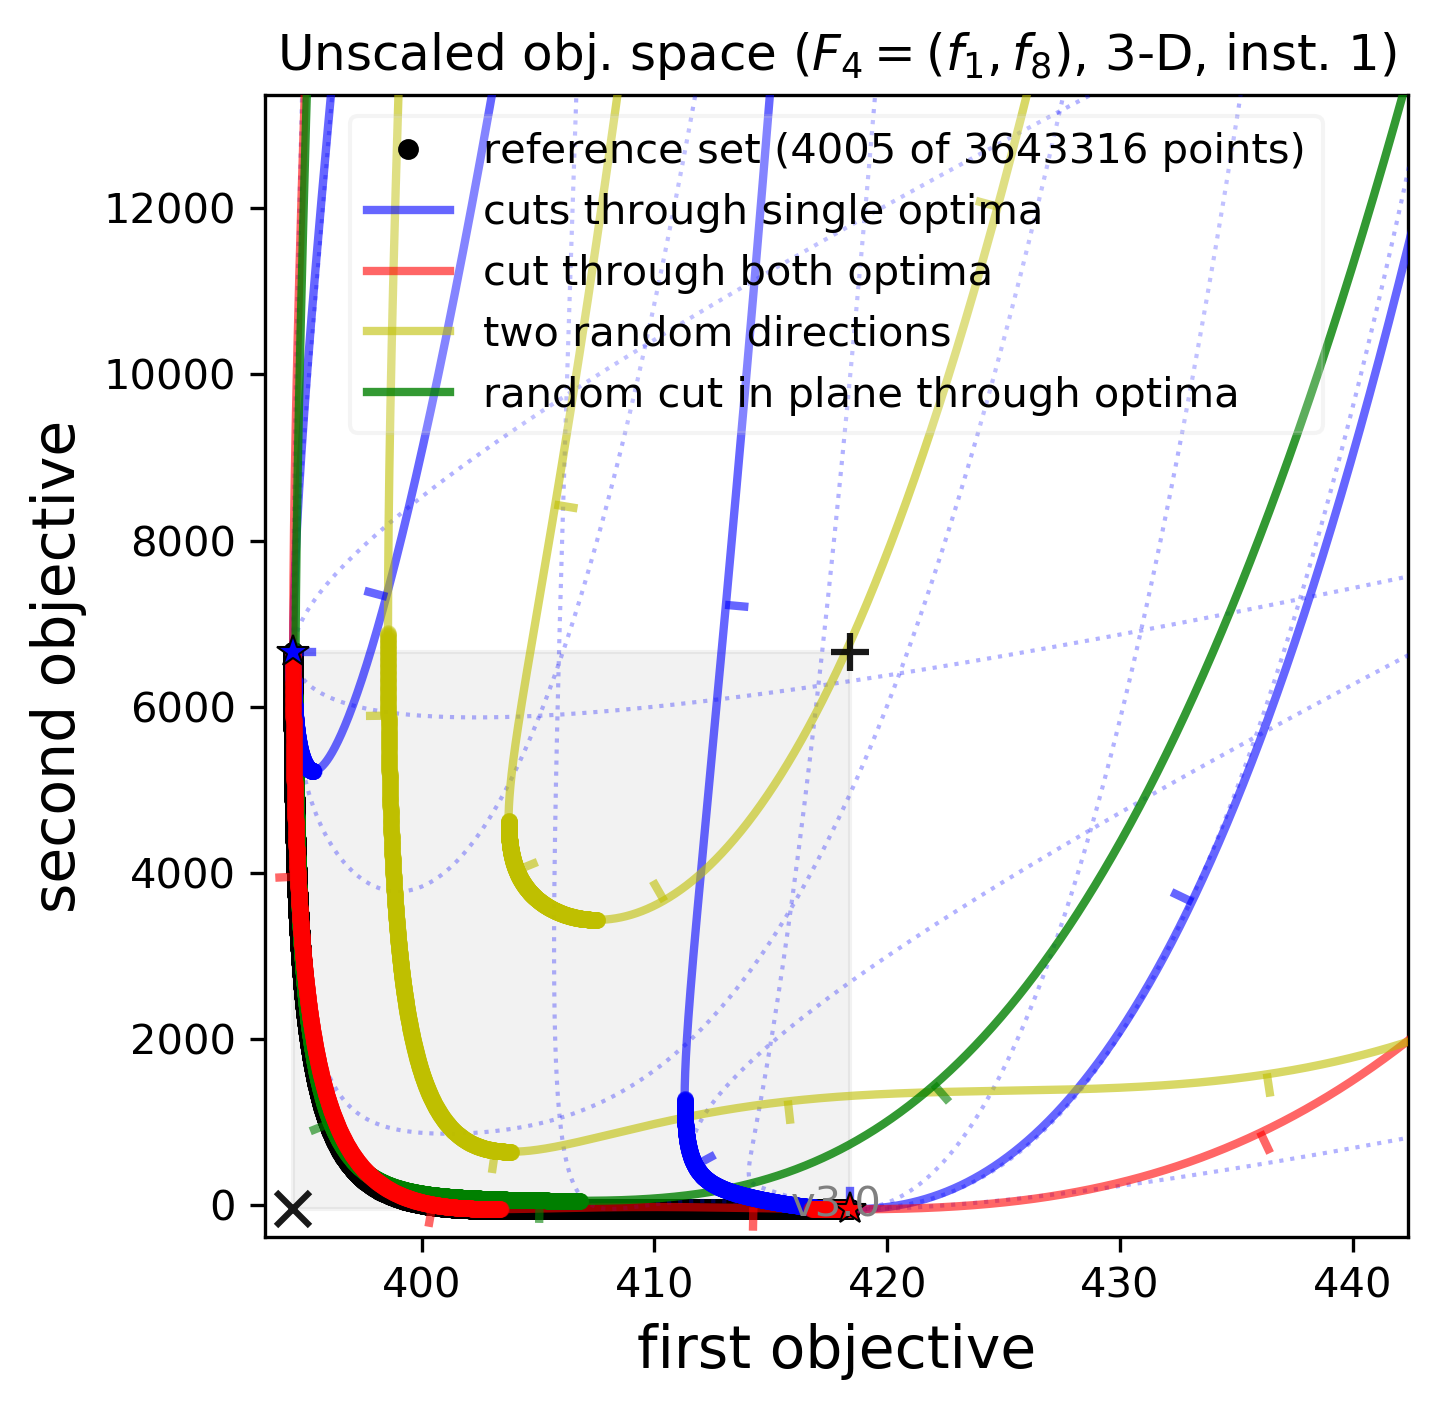 Unscaled obj. space (F₄ = (f₁, f₈), 3-D, inst. 1)
reference set (4005 of 3643316 points)
cuts through single optima
cut through both optima
two random directions
random cut in plane through optima
12000
10000
8000
6000
4000
2000
0
second objective
v3.0
400 410 420 430 440
first objective